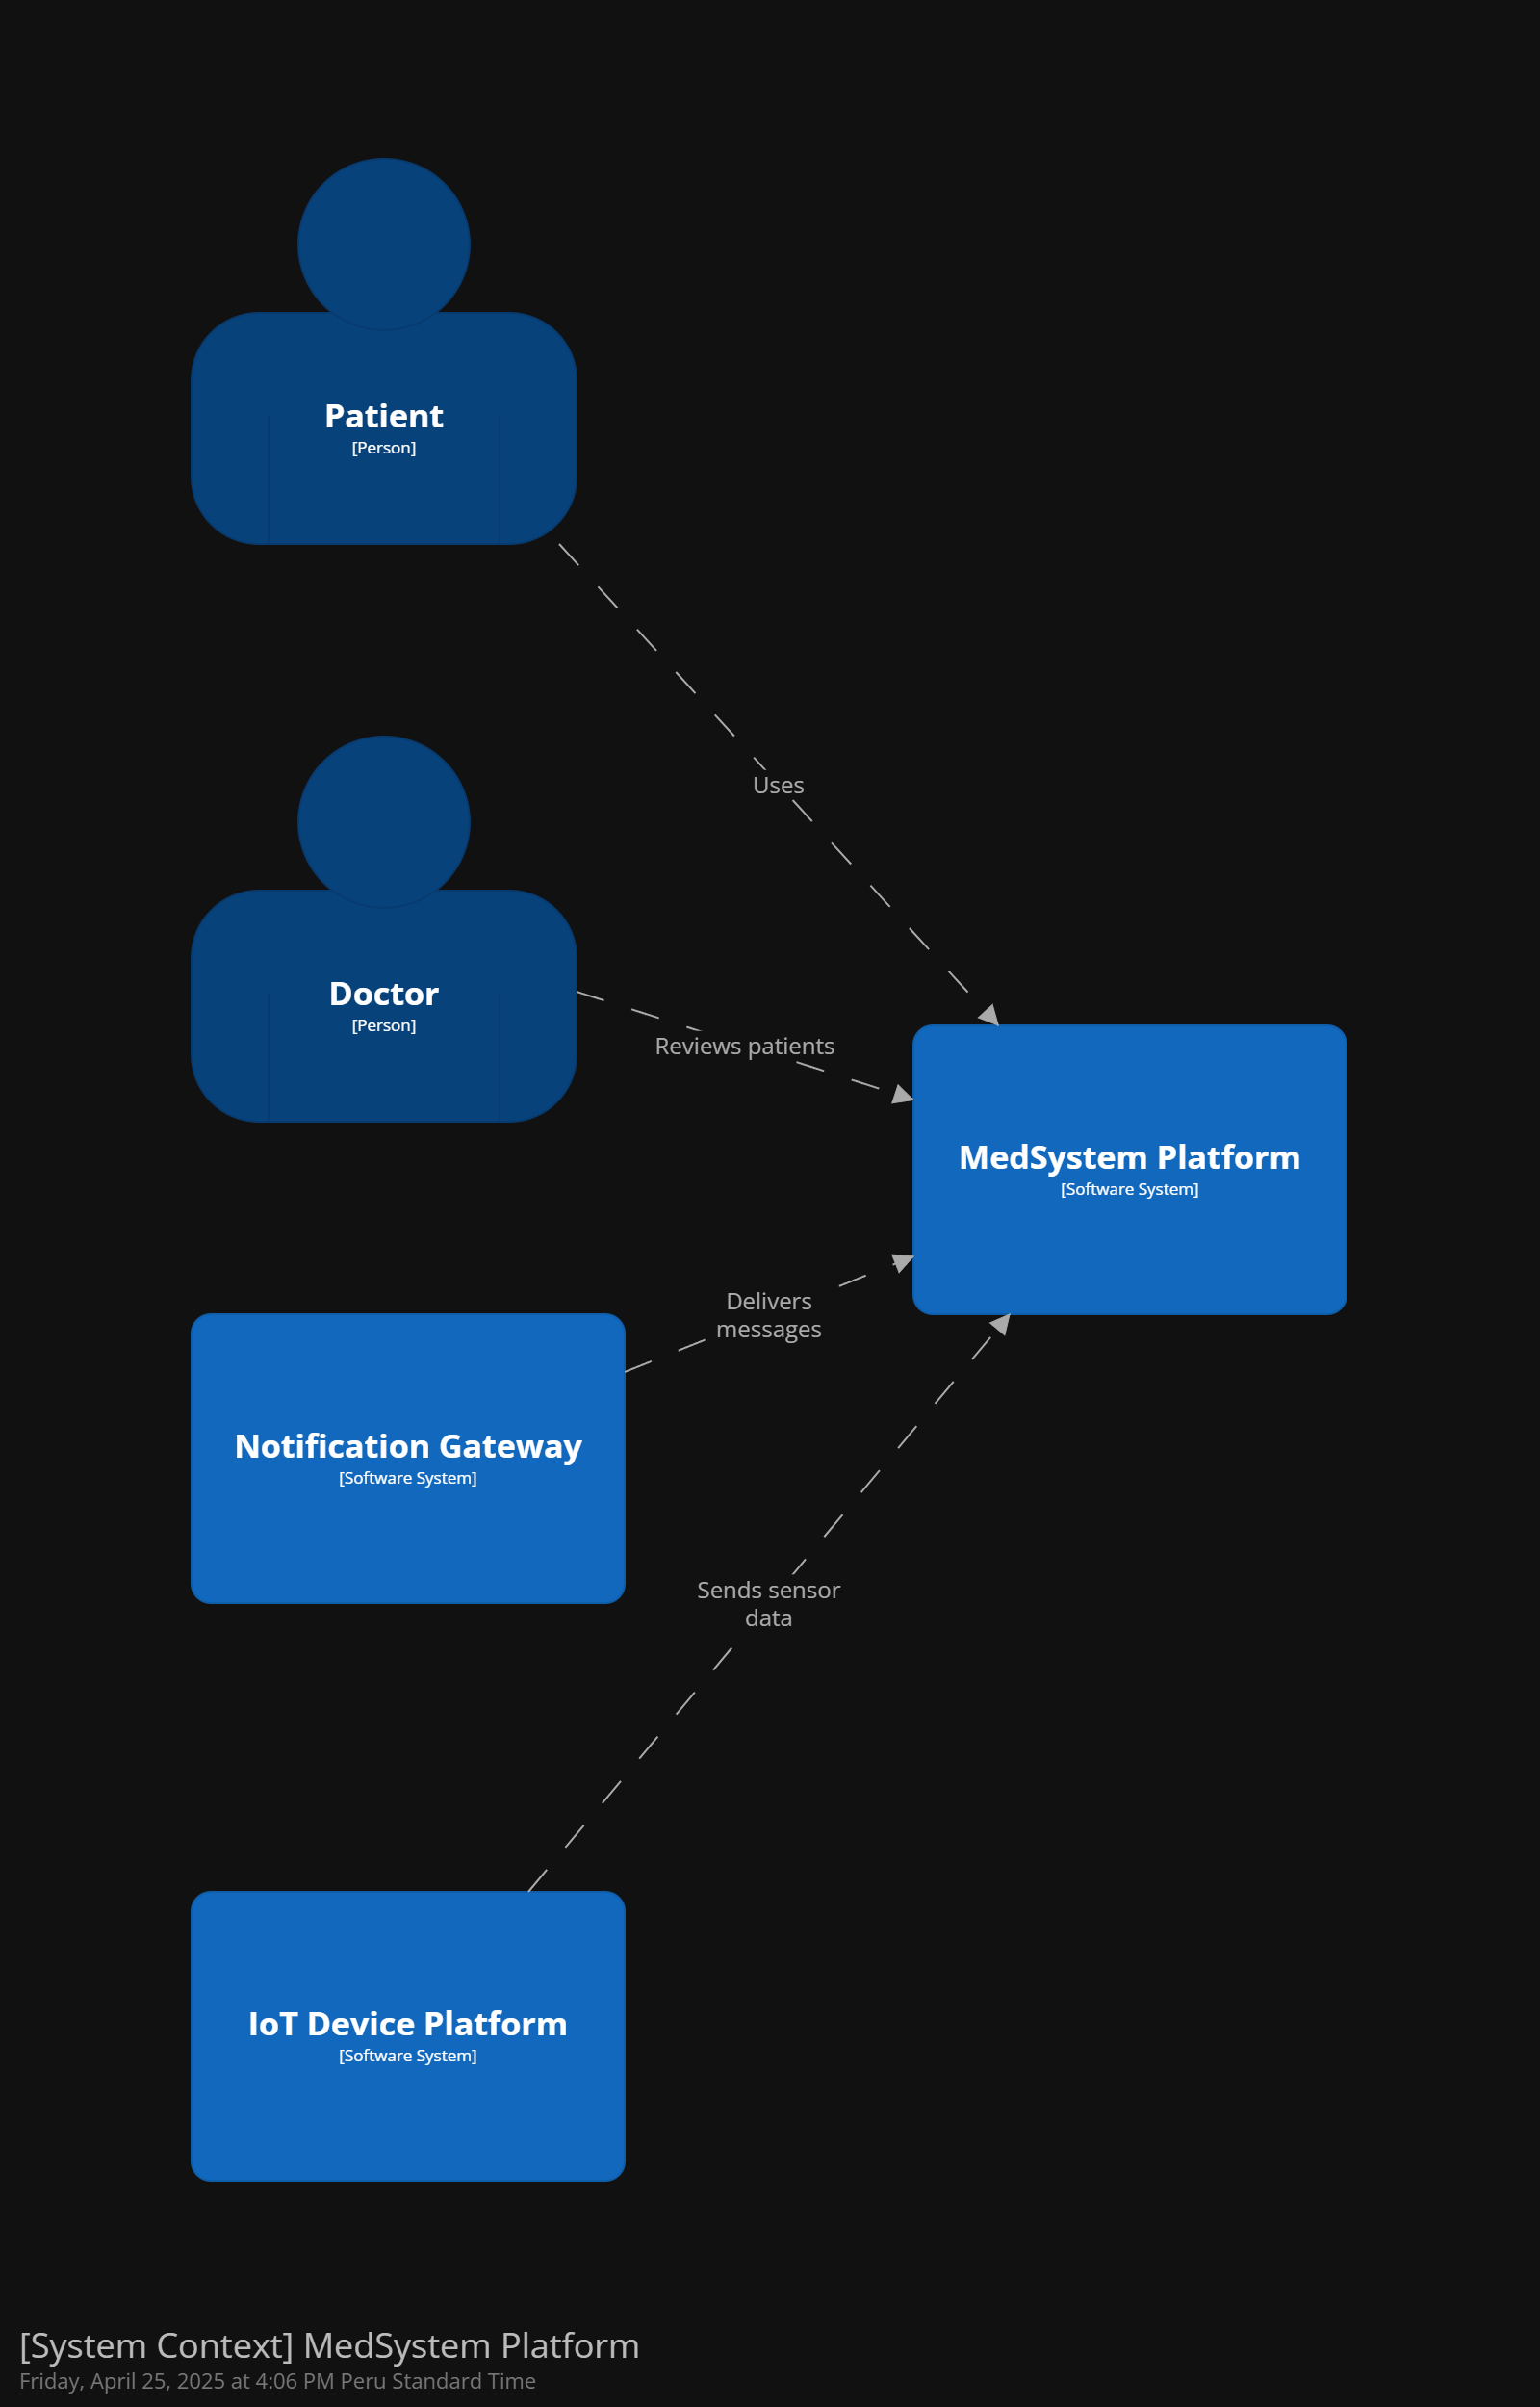 Patient
[Person]
Uses
Doctor
[Person]
Reviews patients
MedSystem Platform
[Software System]
Delivers
messages
Notification Gateway
[Software System]
Sends sensor
data
IoT Device Platform
[Software System]
[System Context] MedSystem Platform
Friday, April 25, 2025 at 4:06 PM Peru Standard Time